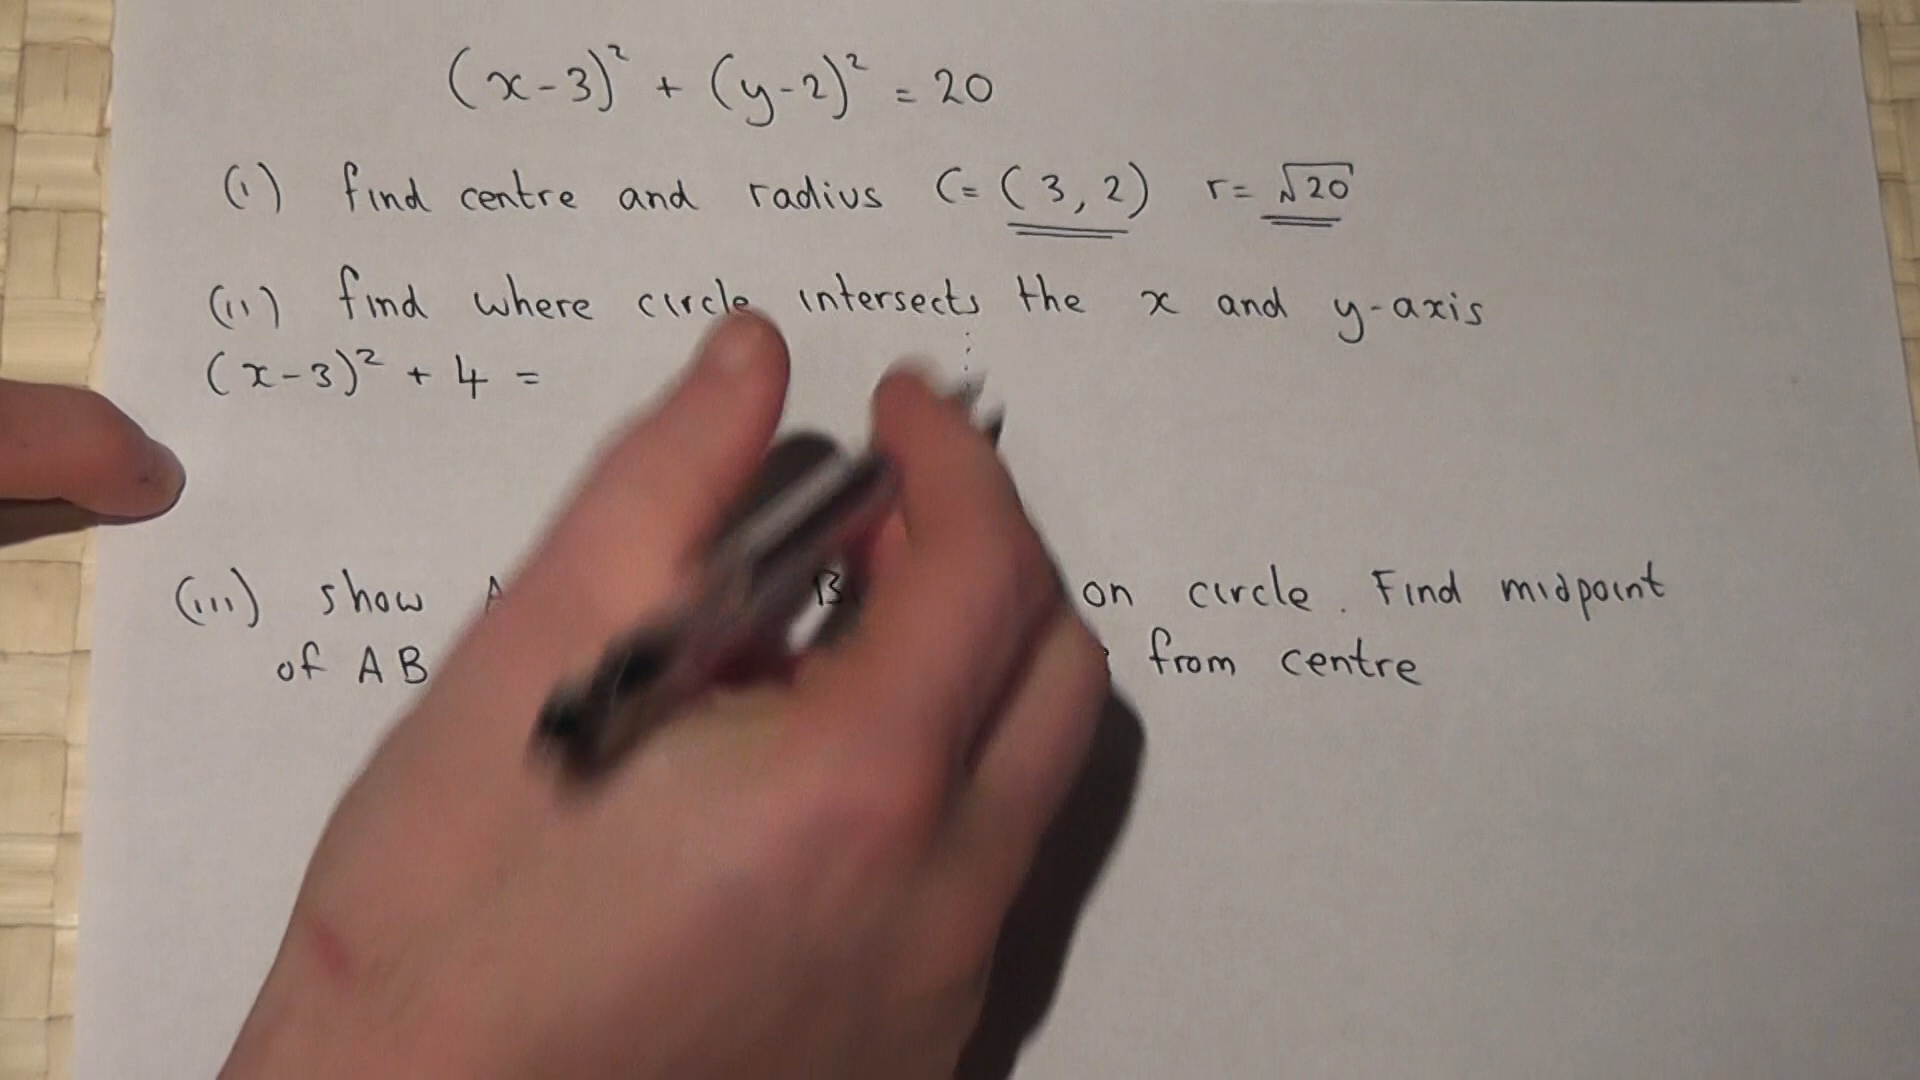 (x-3)² + (y-2)² = 20
(i) find centre and radius C= (3,2) r= √20
(ii) find where circle intersects the x and y-axis
(x-3)² + 4 =
(iii) show A B on circle. Find midpoint
of AB from centre